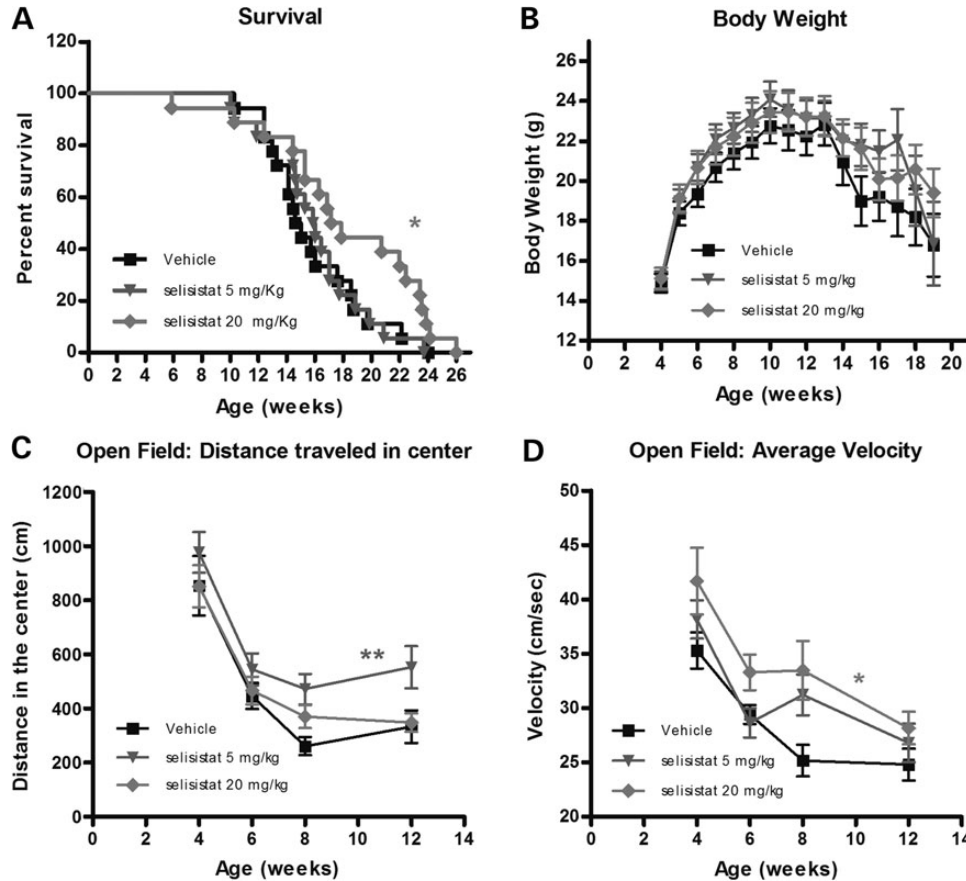 A
Survival
Percent survival
120
100
80
60
40
20
0
*
Vehicle
selisistat 5 mg/Kg
selisistat 20 mg/Kg
0 2 4 6 8 10 12 14 16 18 20 22 24 26
Age (weeks)
B
Body Weight
Body Weight (g)
26
24
22
20
18
16
14
12
Vehicle
selisistat 5 mg/kg
selisistat 20 mg/kg
0 2 4 6 8 10 12 14 16 18 20
Age (weeks)
C
Open Field: Distance traveled in center
Distance in the center (cm)
1200
1000
800
600
400
200
0
**
Vehicle
selisistat 5 mg/kg
selisistat 20 mg/kg
0 2 4 6 8 10 12 14
Age (weeks)
D
Open Field: Average Velocity
Velocity (cm/sec)
50
45
40
35
30
25
20
*
Vehicle
selisistat 5 mg/kg
selisistat 20 mg/kg
0 2 4 6 8 10 12 14
Age (weeks)